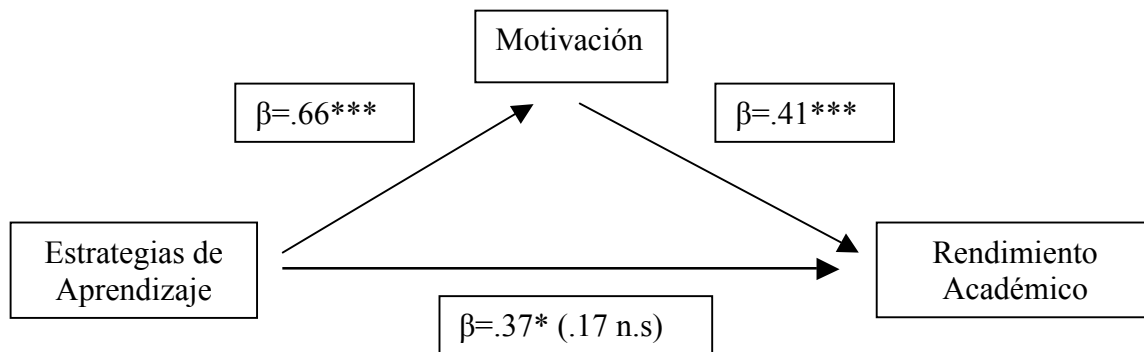 Motivación
β=.66***
β=.41***
Estrategias de
Aprendizaje
Rendimiento
Académico
β=.37* (.17 n.s)